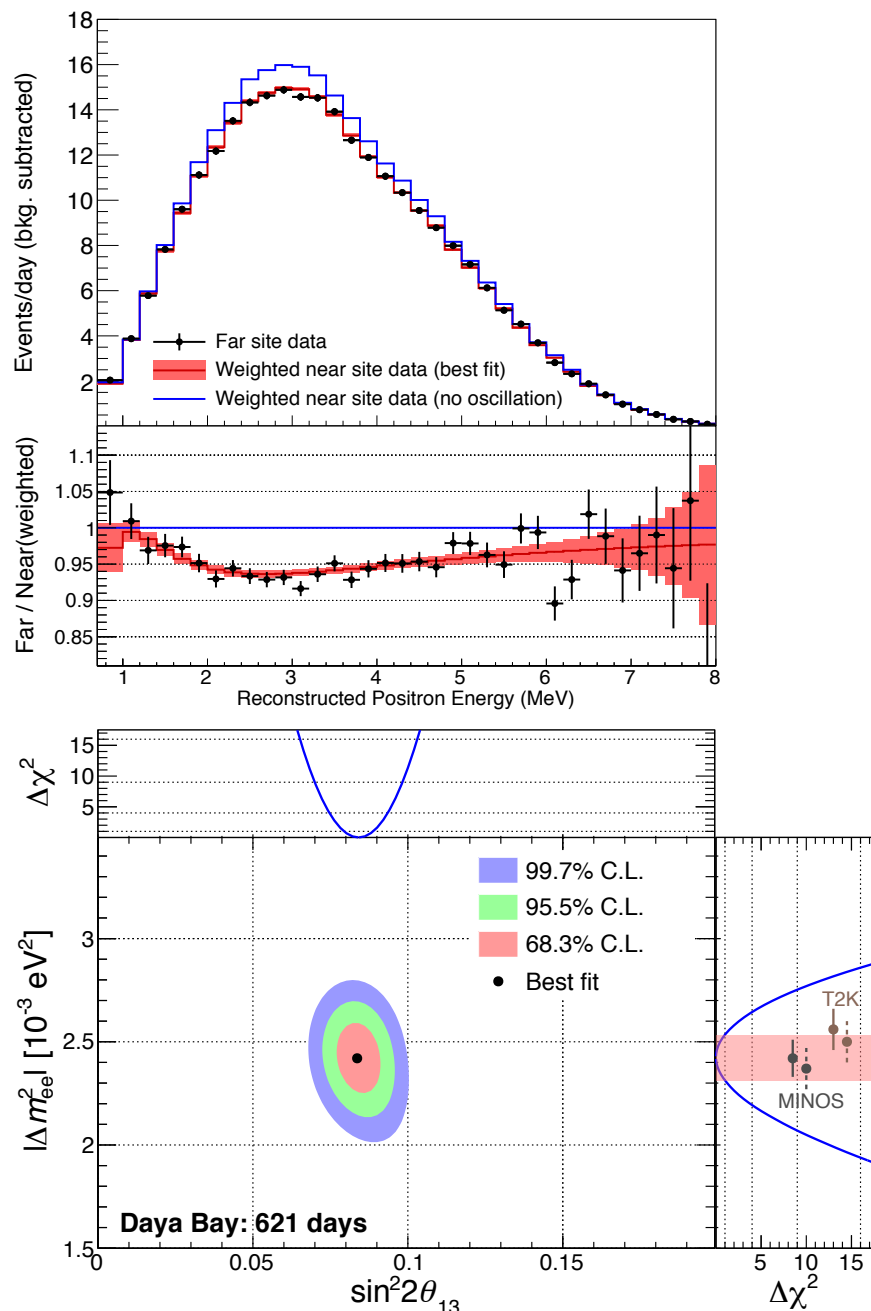 18
16
14
12
10
8
6
4
2
Events/day (bkg. subtracted)
Far site data
Weighted near site data (best fit)
Weighted near site data (no oscillation)
1.1
1.05
1
0.95
0.9
0.85
Far / Near(weighted)
1 2 3 4 5 6 7 8
Reconstructed Positron Energy (MeV)
15
10
5
Δχ²
99.7% C.L.
95.5% C.L.
68.3% C.L.
Best fit
3
2.5
2
1.5
|Δm²ee| [10⁻³ eV²]
T2K
MINOS
Daya Bay: 621 days
0 0.05 0.1 0.15
sin²2θ₁₃
5 10 15
Δχ²